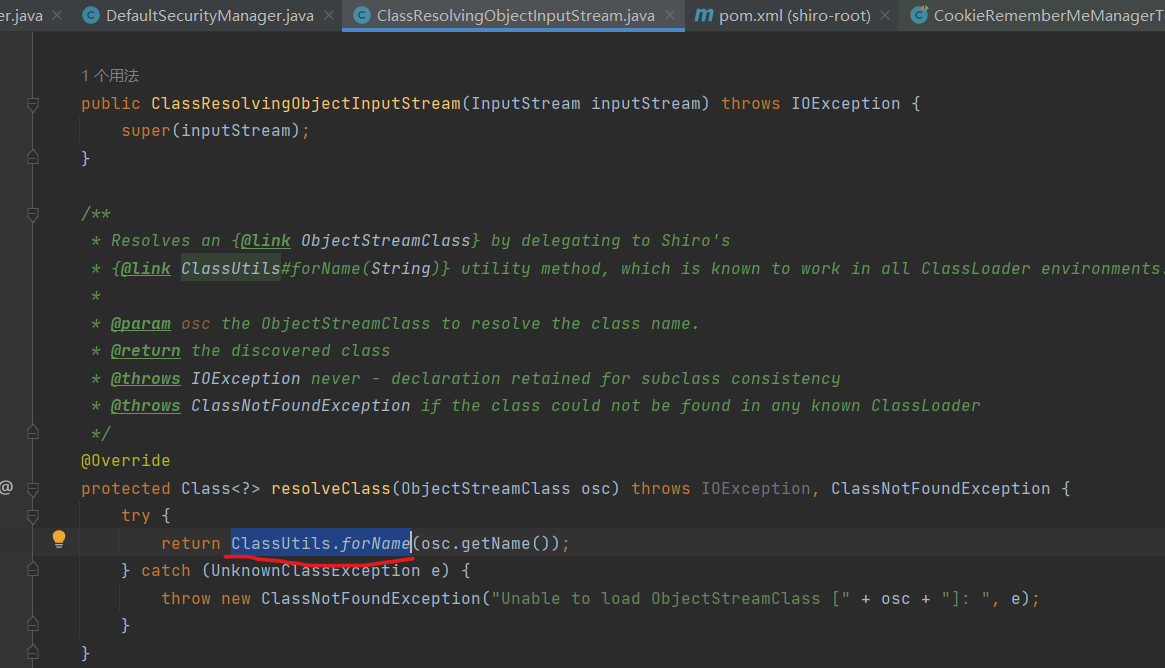 er.java × DefaultSecurityManager.java × ClassResolvingObjectInputStream.java × pom.xml (shiro-root) × CookieRememberMeManagerT
1 个用法
public ClassResolvingObjectInputStream(InputStream inputStream) throws IOException {
super(inputStream);
}
/**
* Resolves an {@link ObjectStreamClass} by delegating to Shiro's
* {@link ClassUtils#forName(String)} utility method, which is known to work in all ClassLoader environments.
*
* @param osc the ObjectStreamClass to resolve the class name.
* @return the discovered class
* @throws IOException never - declaration retained for subclass consistency
* @throws ClassNotFoundException if the class could not be found in any known ClassLoader
*/
@Override
@ protected Class<?> resolveClass(ObjectStreamClass osc) throws IOException, ClassNotFoundException {
try {
return ClassUtils.forName(osc.getName());
} catch (UnknownClassException e) {
throw new ClassNotFoundException("Unable to load ObjectStreamClass [" + osc + "]: ", e);
}
}